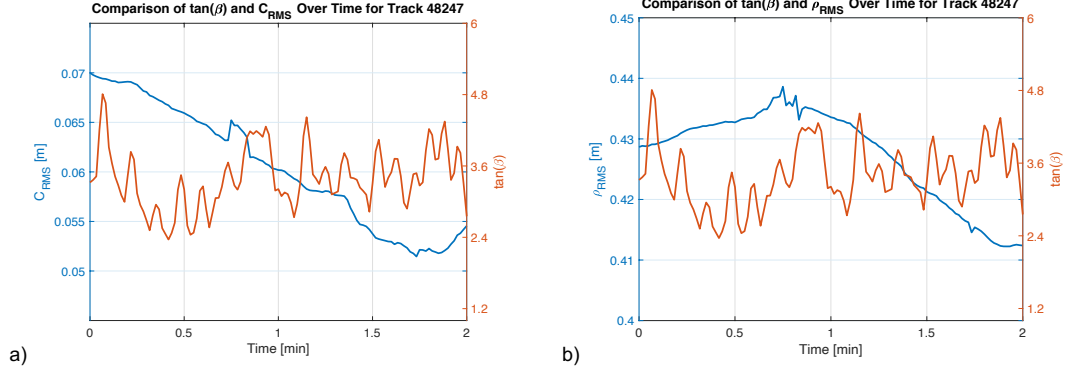 Comparison of tan(β) and C_RMS Over Time for Track 48247
0.07
0.065
0.06
0.055
0.05
C_RMS [m]
6
4.8
3.6
2.4
1.2
tan(β)
0 0.5 1 1.5 2
Time [min]
a)
Comparison of tan(β) and ρ_RMS Over Time for Track 48247
0.45
0.44
0.43
0.42
0.41
0.4
ρ_RMS [m]
6
4.8
3.6
2.4
1.2
tan(β)
0 0.5 1 1.5 2
Time [min]
b)